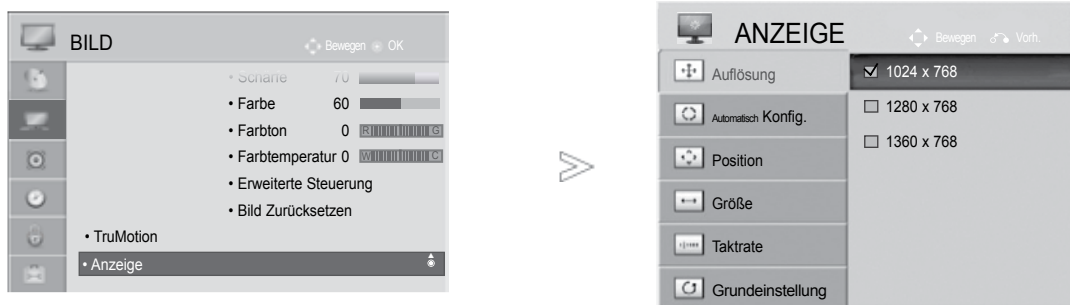 BILD
Bewegen OK
• Schärfe 70
• Farbe 60
• Farbton 0 R G
• Farbtemperatur 0 W G
• Erweiterte Steuerung
• Bild Zurücksetzen
• TruMotion
• Anzeige
ANZEIGE
Bewegen Vorh.
Auflösung
1024 x 768
Automatisch Konfig.
1280 x 768
1360 x 768
Position
Größe
Taktrate
Grundeinstellung